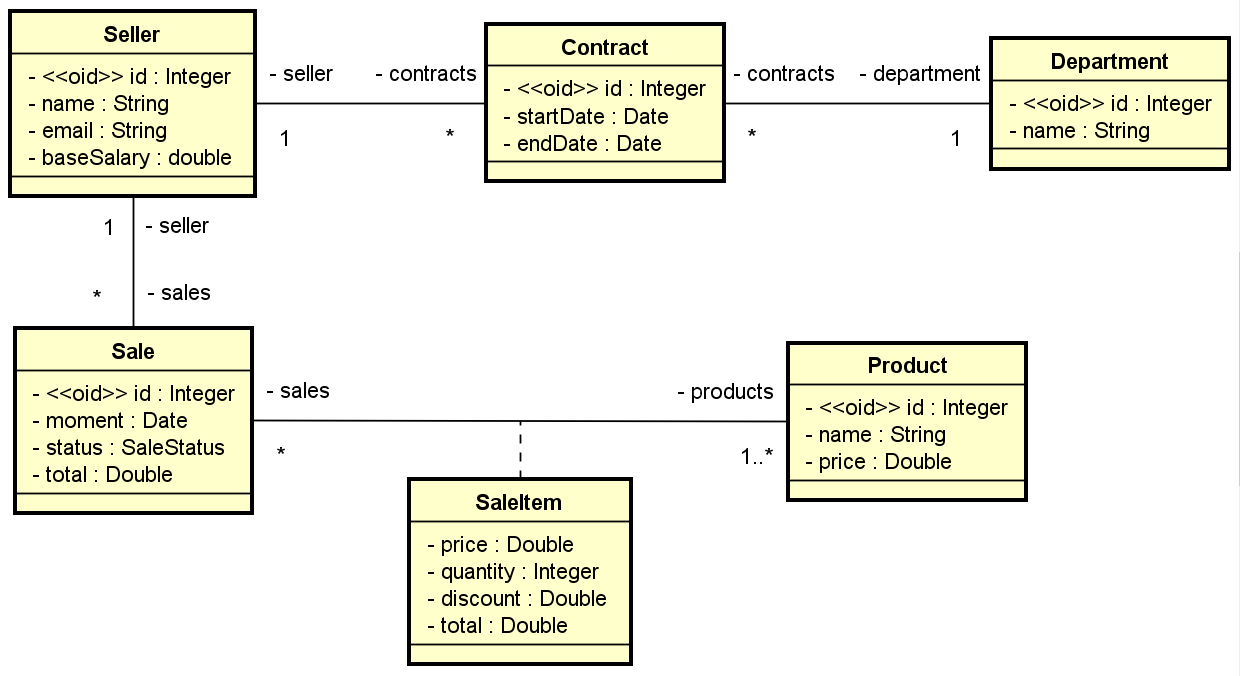 Seller
- <<oid>> id : Integer
- name : String
- email : String
- baseSalary : double
- seller
- contracts
1
*
Contract
- <<oid>> id : Integer
- startDate : Date
- endDate : Date
- contracts
- department
*
1
Department
- <<oid>> id : Integer
- name : String
1
- seller
*
- sales
Sale
- <<oid>> id : Integer
- moment : Date
- status : SaleStatus
- total : Double
- sales
- products
*
1..*
Product
- <<oid>> id : Integer
- name : String
- price : Double
SaleItem
- price : Double
- quantity : Integer
- discount : Double
- total : Double